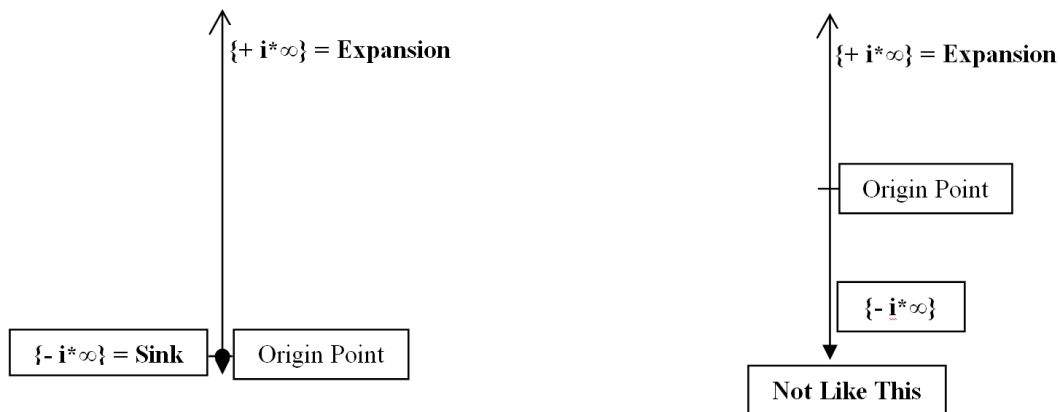 {+ i*∞} = Expansion
{- i*∞} = Sink
Origin Point
{+ i*∞} = Expansion
Origin Point
{- i*∞}
Not Like This